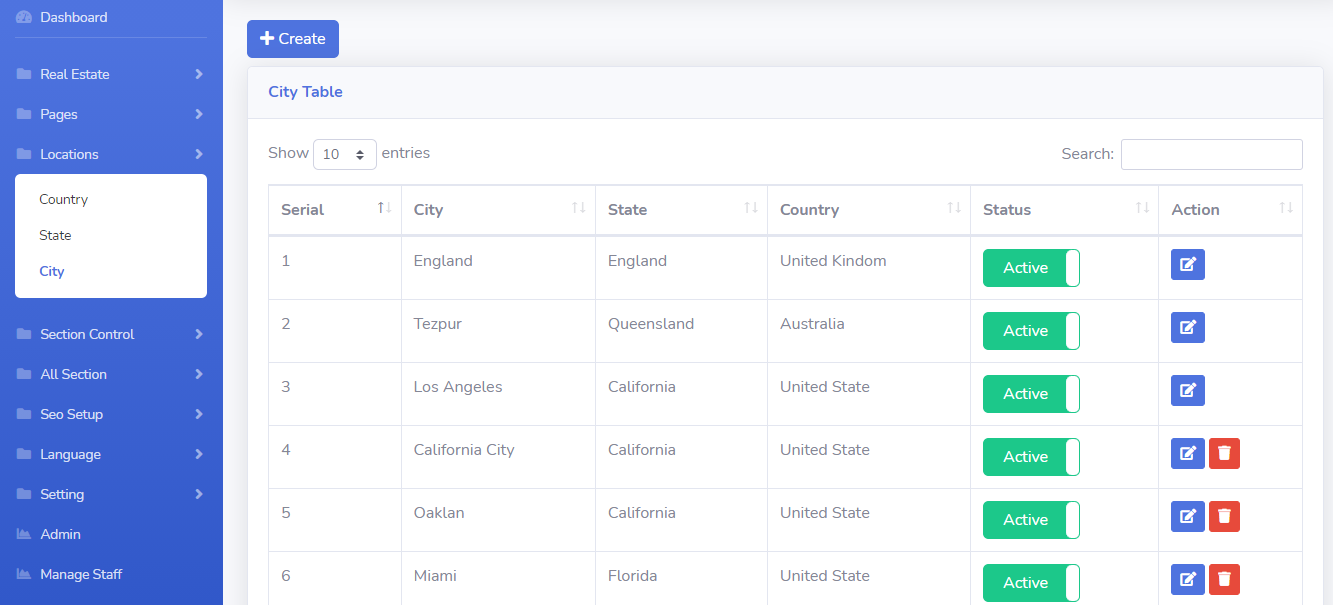 Dashboard
Real Estate
Pages
Locations
Country
State
City
Section Control
All Section
Seo Setup
Language
Setting
Admin
Manage Staff
Create
City Table
Show 10 entries
Search:
Serial City State Country Status Action
1 England England United Kindom Active
2 Tezpur Queensland Australia Active
3 Los Angeles California United State Active
4 California City California United State Active
5 Oaklan California United State Active
6 Miami Florida United State Active